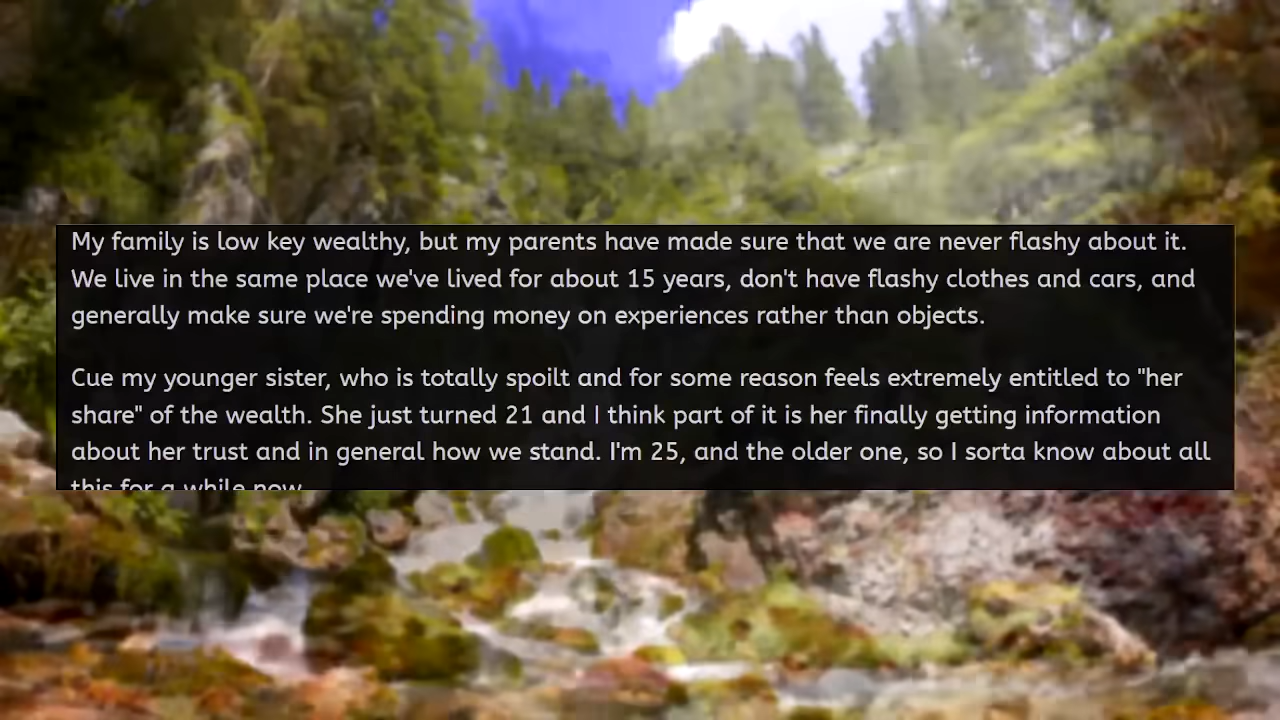 My family is low key wealthy, but my parents have made sure that we are never flashy about it.
We live in the same place we've lived for about 15 years, don't have flashy clothes and cars, and
generally make sure we're spending money on experiences rather than objects.
Cue my younger sister, who is totally spoilt and for some reason feels extremely entitled to "her
share" of the wealth. She just turned 21 and I think part of it is her finally getting information
about her trust and in general how we stand. I'm 25, and the older one, so I sorta know about all
this for a while now